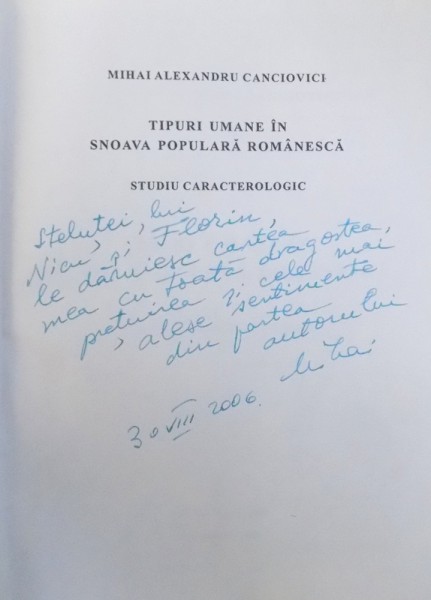 MIHAI ALEXANDRU CANCIOVICI
TIPURI UMANE ÎN
SNOAVA POPULARĂ ROMÂNESCĂ
STUDIU CARACTEROLOGIC
Steluței, lui
Nicu, și Florin,
le dăruiesc cartea
mea cu toată dragostea,
prețuirea și cele mai
alese sentimente
din partea autorului
Mihai
30 VIII 2006.